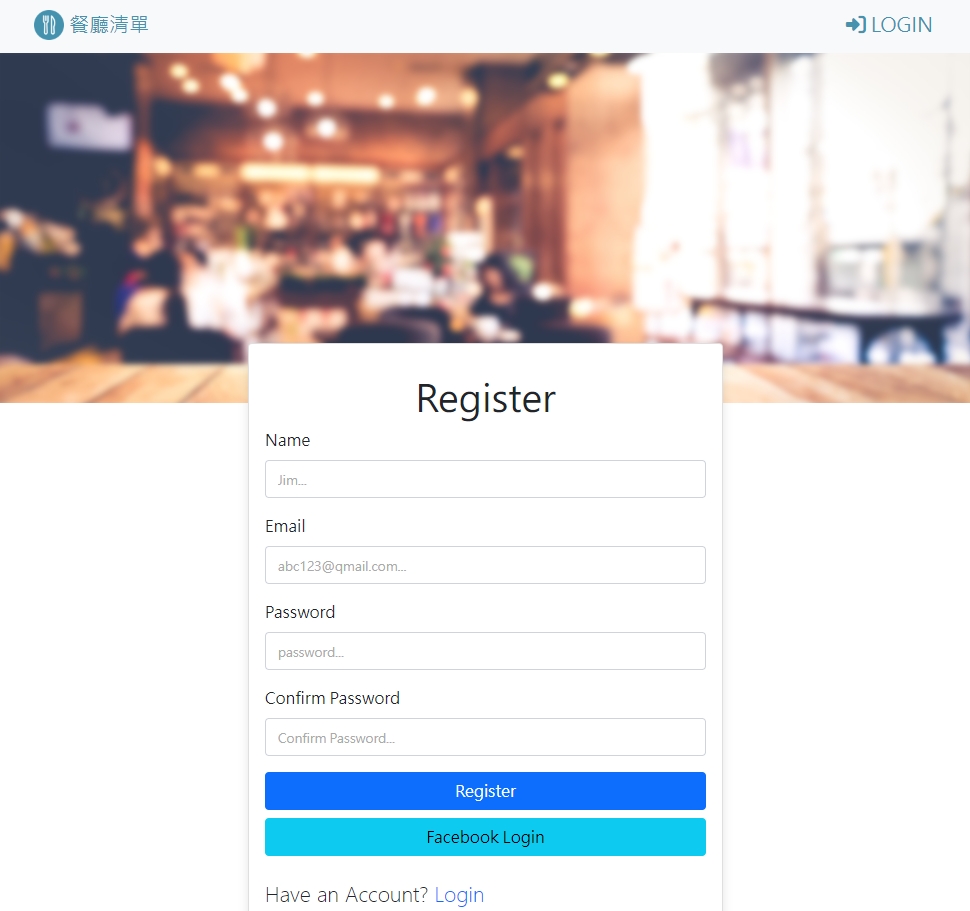 餐廳清單
LOGIN
Register
Name
Jim...
Email
abc123@qmail.com...
Password
password...
Confirm Password
Confirm Password...
Register
Facebook Login
Have an Account? Login